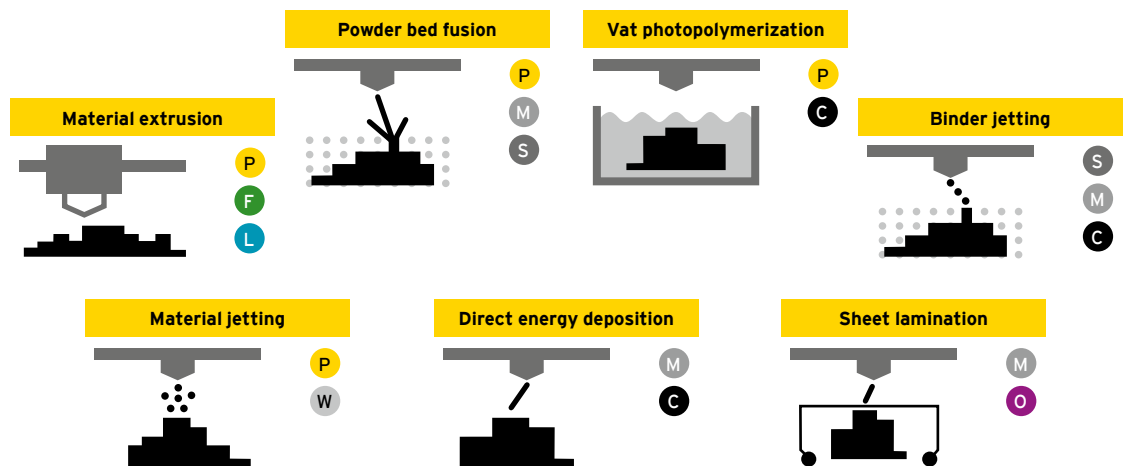 Powder bed fusion
P
M
S
Vat photopolymerization
P
C
Material extrusion
P
F
L
Binder jetting
S
M
C
Material jetting
P
W
Direct energy deposition
M
C
Sheet lamination
M
O